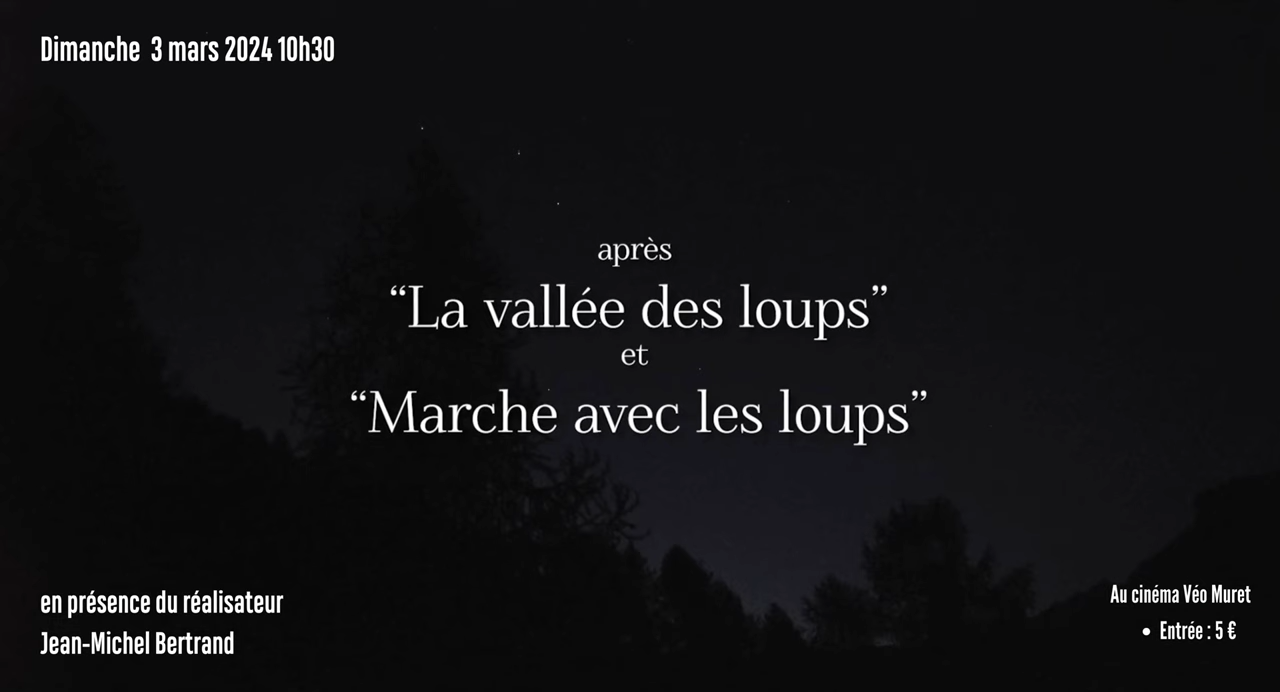 Dimanche 3 mars 2024 10h30
après
“La vallée des loups”
et
“Marche avec les loups”
en présence du réalisateur
Jean-Michel Bertrand
Au cinéma Véo Muret
• Entrée : 5 €